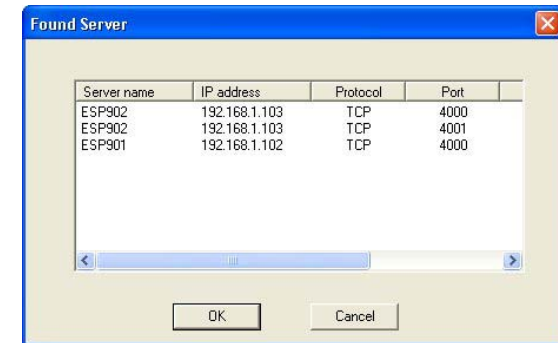 Found Server
Server name IP address Protocol Port
ESP902 192.168.1.103 TCP 4000
ESP902 192.168.1.103 TCP 4001
ESP901 192.168.1.102 TCP 4000
OK Cancel